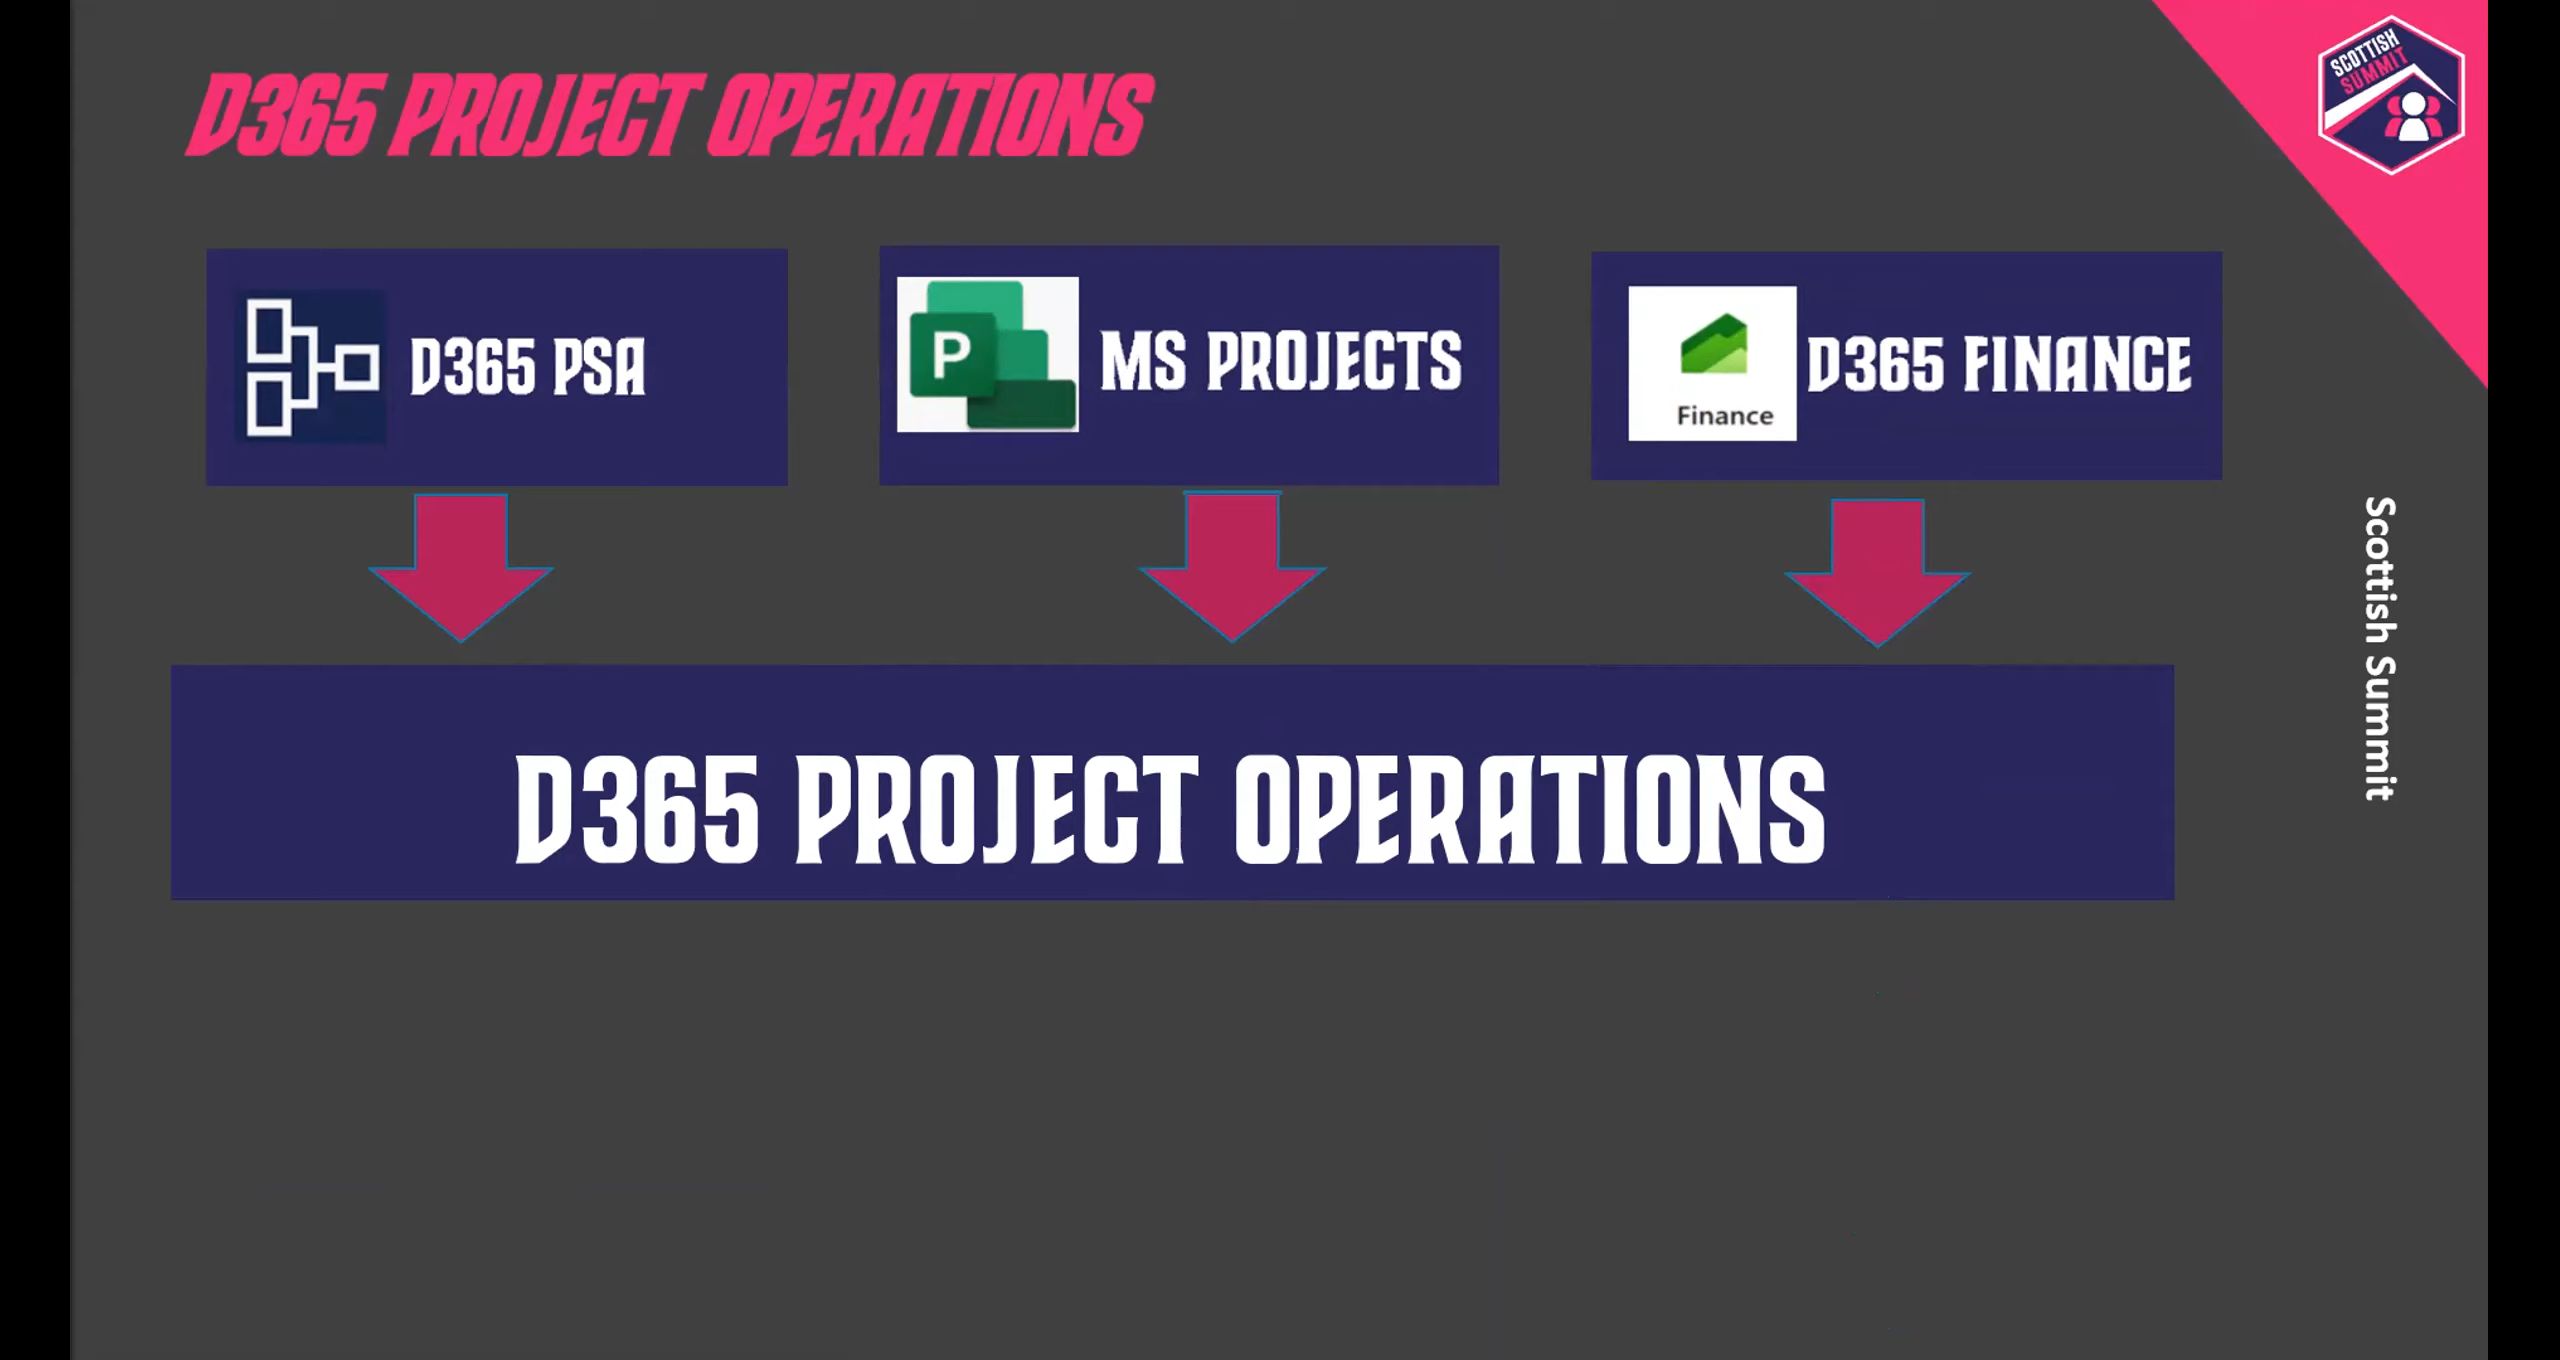 D365 PROJECT OPERATIONS
SCOTTISH
SUMMIT
D365 PSA
P
MS PROJECTS
Finance
D365 FINANCE
Scottish Summit
D365 PROJECT OPERATIONS